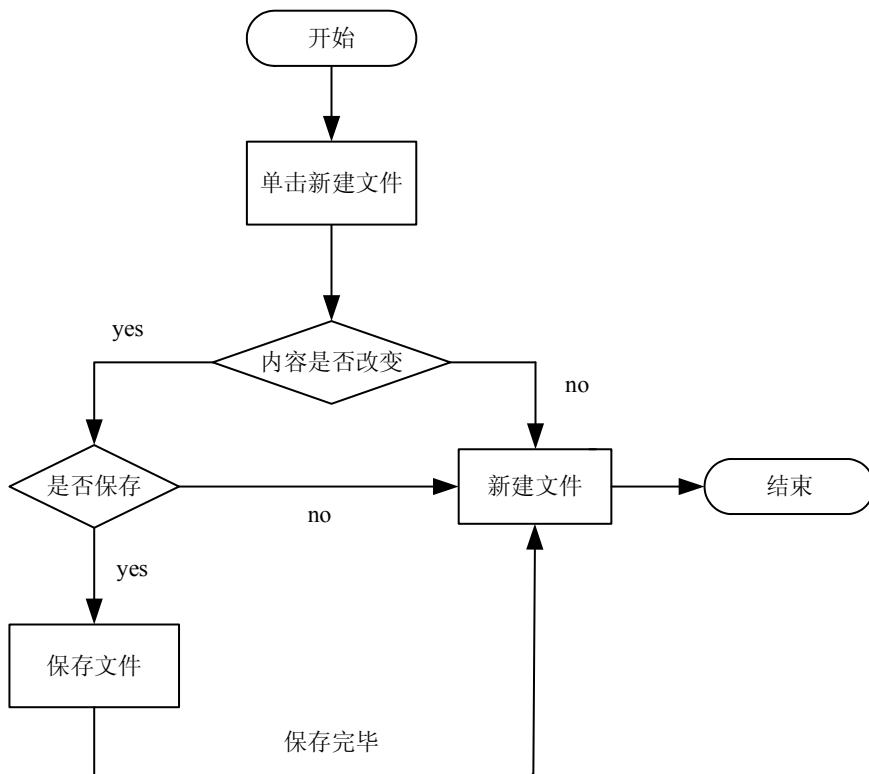 开始
单击新建文件
yes
内容是否改变
no
是否保存
no
新建文件
结束
yes
保存文件
保存完毕